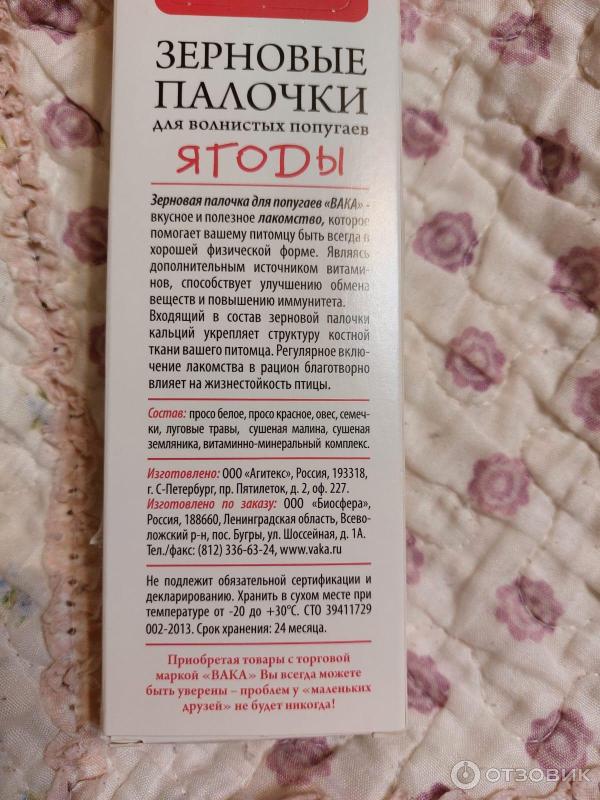 ЗЕРНОВЫЕ
ПАЛОЧКИ
для волнистых попугаев
ЯГОДЫ
Зерновая палочка для попугаев «ВАКА» -
вкусное и полезное лакомство, которое
помогает вашему питомцу быть всегда в
хорошей физической форме. Являясь
дополнительным источником витами-
нов, способствует улучшению обмена
веществ и повышению иммунитета.
Входящий в состав зерновой палочки
кальций укрепляет структуру костной
ткани вашего питомца. Регулярное вклю-
чение лакомства в рацион благотворно
влияет на жизнестойкость птицы.
Состав: просо белое, просо красное, овес, семеч-
ки, луговые травы, сушеная малина, сушеная
земляника, витаминно-минеральный комплекс.
Изготовлено: ООО «Агитекс», Россия, 193318,
г. С-Петербург, пр. Пятилеток, д. 2, оф. 227.
Изготовлено по заказу: ООО «Биосфера»,
Россия, 188660, Ленинградская область, Всево-
ложский р-н, пос. Бугры, ул. Шоссейная, д. 1А.
Тел./факс: (812) 336-63-24, www.vaka.ru
Не подлежит обязательной сертификации и
декларированию. Хранить в сухом месте при
температуре от -20 до +30°С. СТО 39411729
002-2013. Срок хранения: 24 месяца.
Приобретая товары с торговой
маркой «ВАКА» Вы всегда можете
быть уверены – проблем у «маленьких
друзей» не будет никогда!
ОТЗОВИК